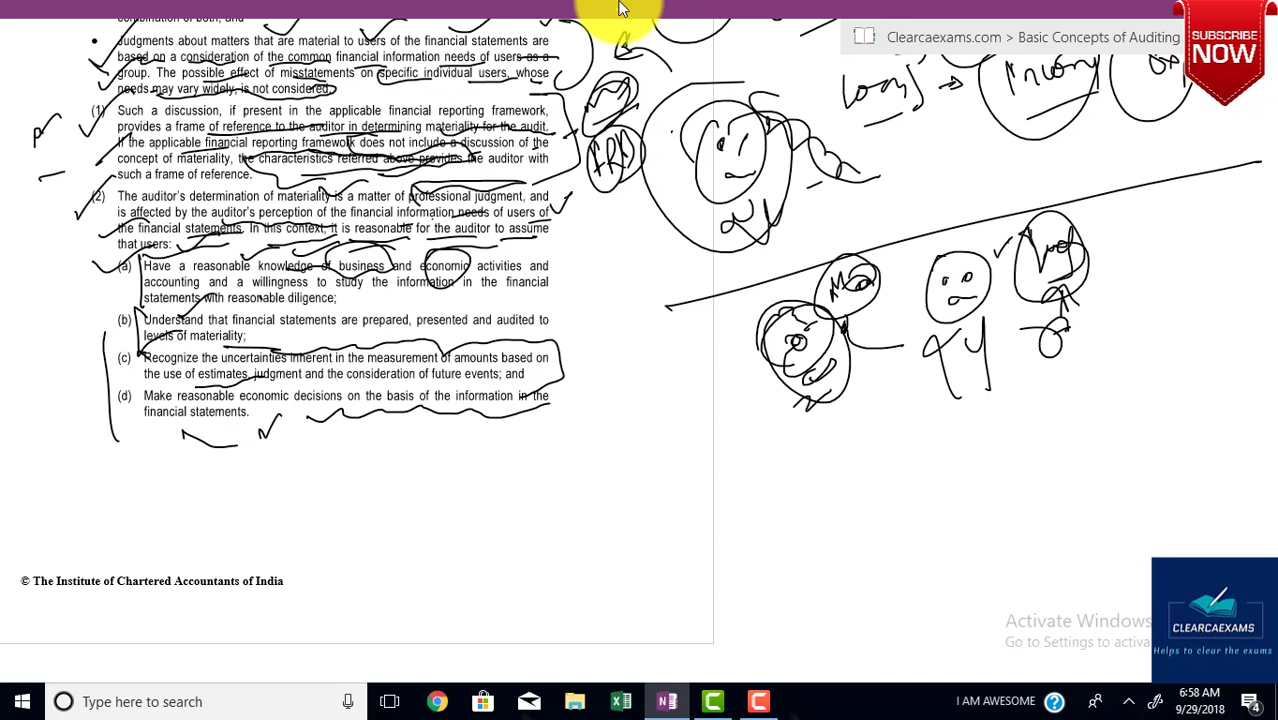 combination of both; and
Clearcaexams.com > Basic Concepts of Auditing
SUBSCRIBE
NOW
• Judgments about matters that are material to users of the financial statements are
based on a consideration of the common financial information needs of users as a
group. The possible effect of misstatements on specific individual users, whose
needs may vary widely, is not considered.
(1) Such a discussion, if present in the applicable financial reporting framework,
provides a frame of reference to the auditor in determining materiality for the audit.
If the applicable financial reporting framework does not include a discussion of the
concept of materiality, the characteristics referred above provides the auditor with
such a frame of reference.
(2) The auditor's determination of materiality is a matter of professional judgment, and
is affected by the auditor's perception of the financial information needs of users of
the financial statements. In this context, it is reasonable for the auditor to assume
that users:
(a) Have a reasonable knowledge of business and economic activities and
accounting and a willingness to study the information in the financial
statements with reasonable diligence;
(b) Understand that financial statements are prepared, presented and audited to
levels of materiality;
(c) Recognize the uncertainties inherent in the measurement of amounts based on
the use of estimates, judgment and the consideration of future events; and
(d) Make reasonable economic decisions on the basis of the information in the
financial statements.
© The Institute of Chartered Accountants of India
Activate Windows
Go to Settings to activa
CLEARCAEXAMS
Helps to clear the exams
Type here to search
I AM AWESOME
6:58 AM
9/29/2018
4